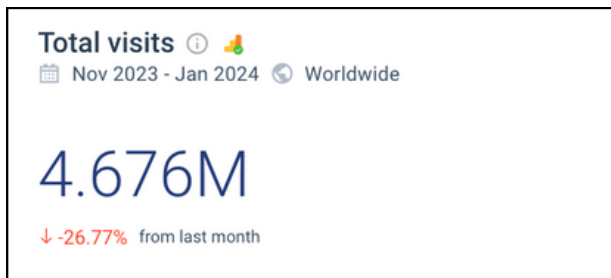 Total visits
Nov 2023 - Jan 2024 Worldwide
4.676M
↓ -26.77% from last month